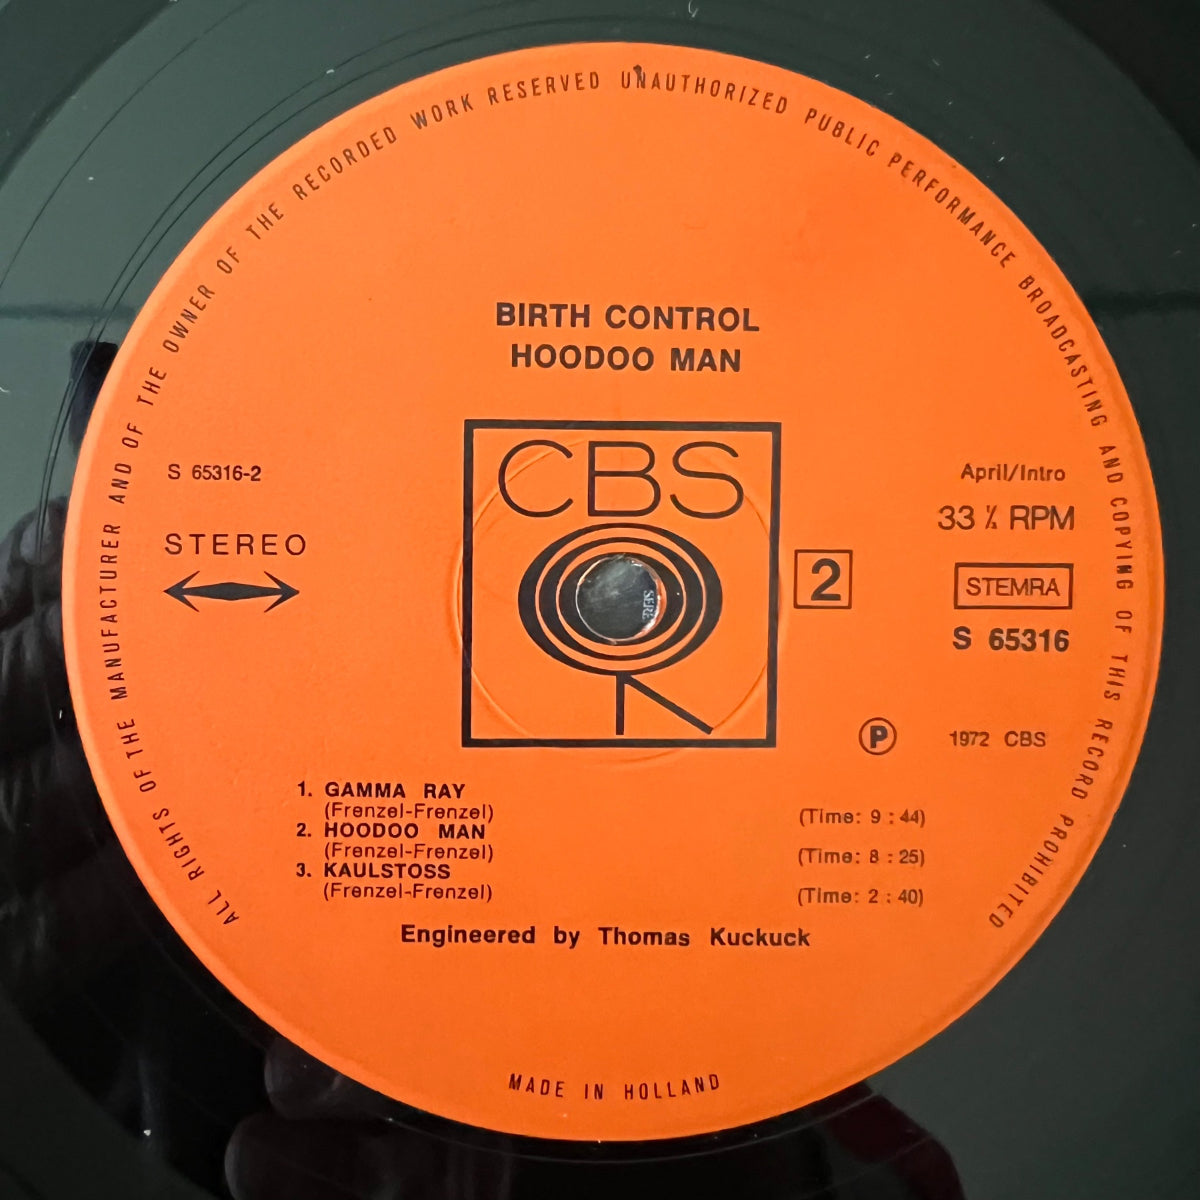 ALL RIGHTS OF THE MANUFACTURER AND OF THE OWNER OF THE RECORDED WORK RESERVED UNAUTHORIZED PUBLIC PERFORMANCE BROADCASTING AND COPYING OF THIS RECORD PROHIBITED
BIRTH CONTROL
HOODOO MAN
CBS
S 65316-2
STEREO
April/Intro
33 ⅓ RPM
2
STEMRA
S 65316
P 1972 CBS
1. GAMMA RAY
(Frenzel-Frenzel) (Time: 9 : 44)
2. HOODOO MAN
(Frenzel-Frenzel) (Time: 8 : 25)
3. KAULSTOSS
(Frenzel-Frenzel) (Time: 2 : 40)
Engineered by Thomas Kuckuck
MADE IN HOLLAND